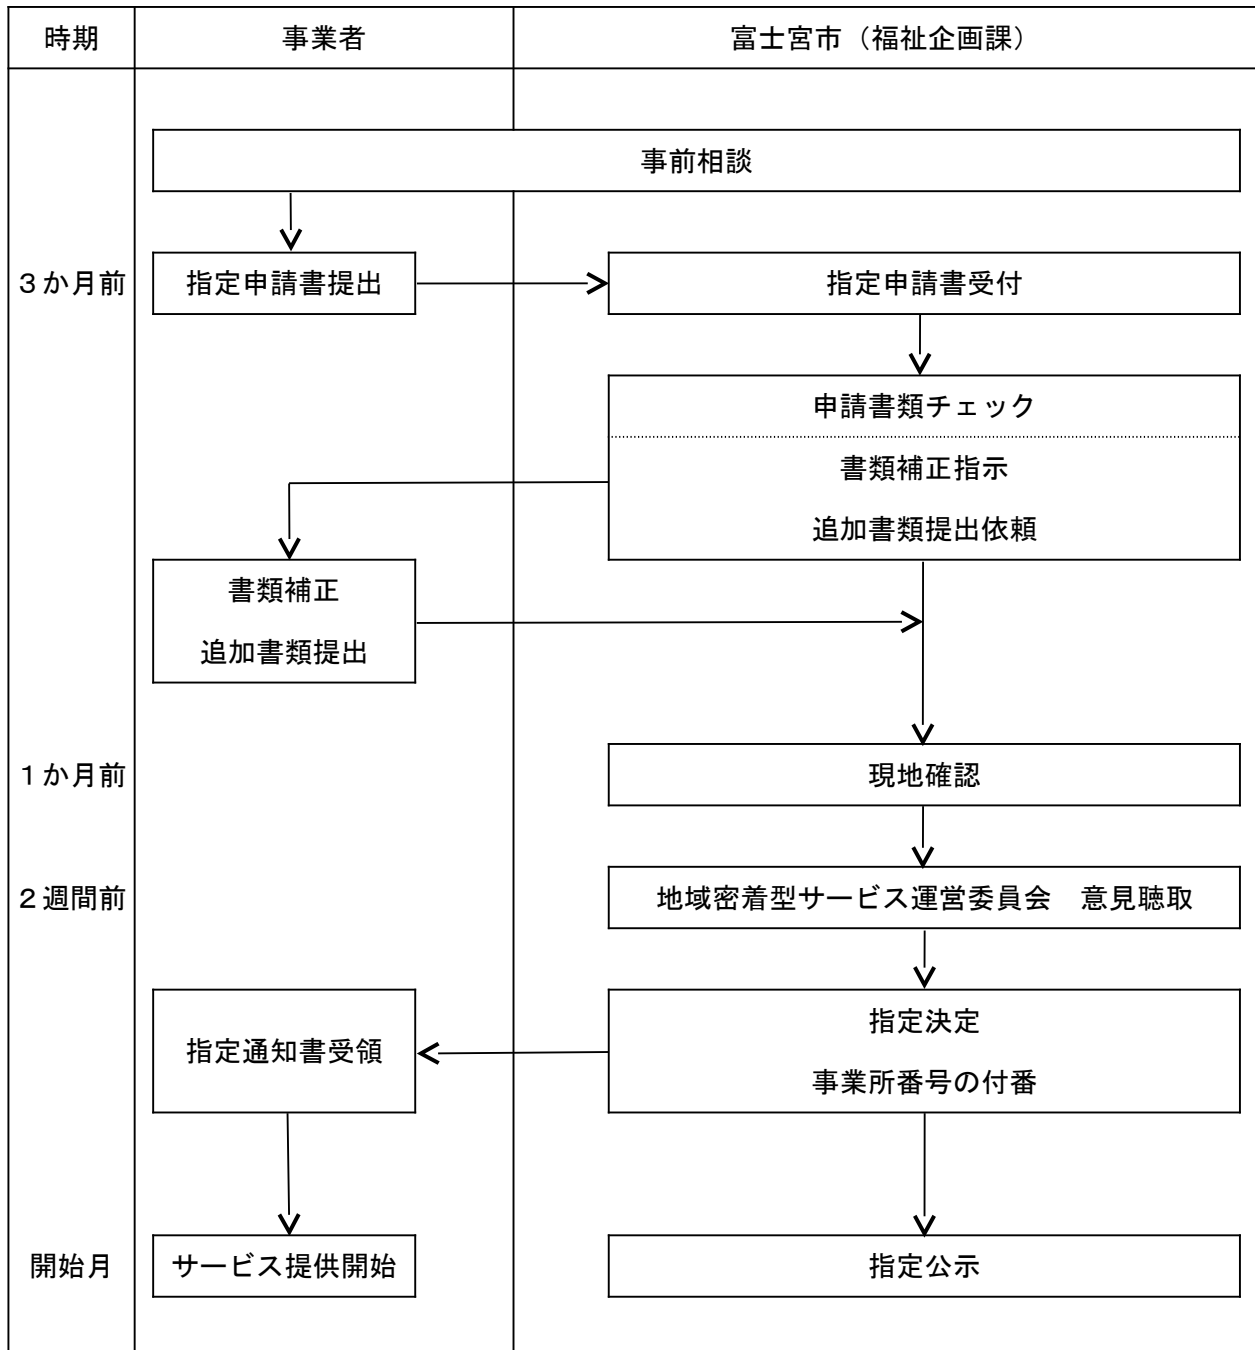 時期
事業者
富士宮市（福祉企画課）
事前相談
３か月前
指定申請書提出
指定申請書受付
申請書類チェック
書類補正指示
追加書類提出依頼
書類補正
追加書類提出
１か月前
現地確認
２週間前
地域密着型サービス運営委員会　意見聴取
指定通知書受領
指定決定
事業所番号の付番
開始月
サービス提供開始
指定公示